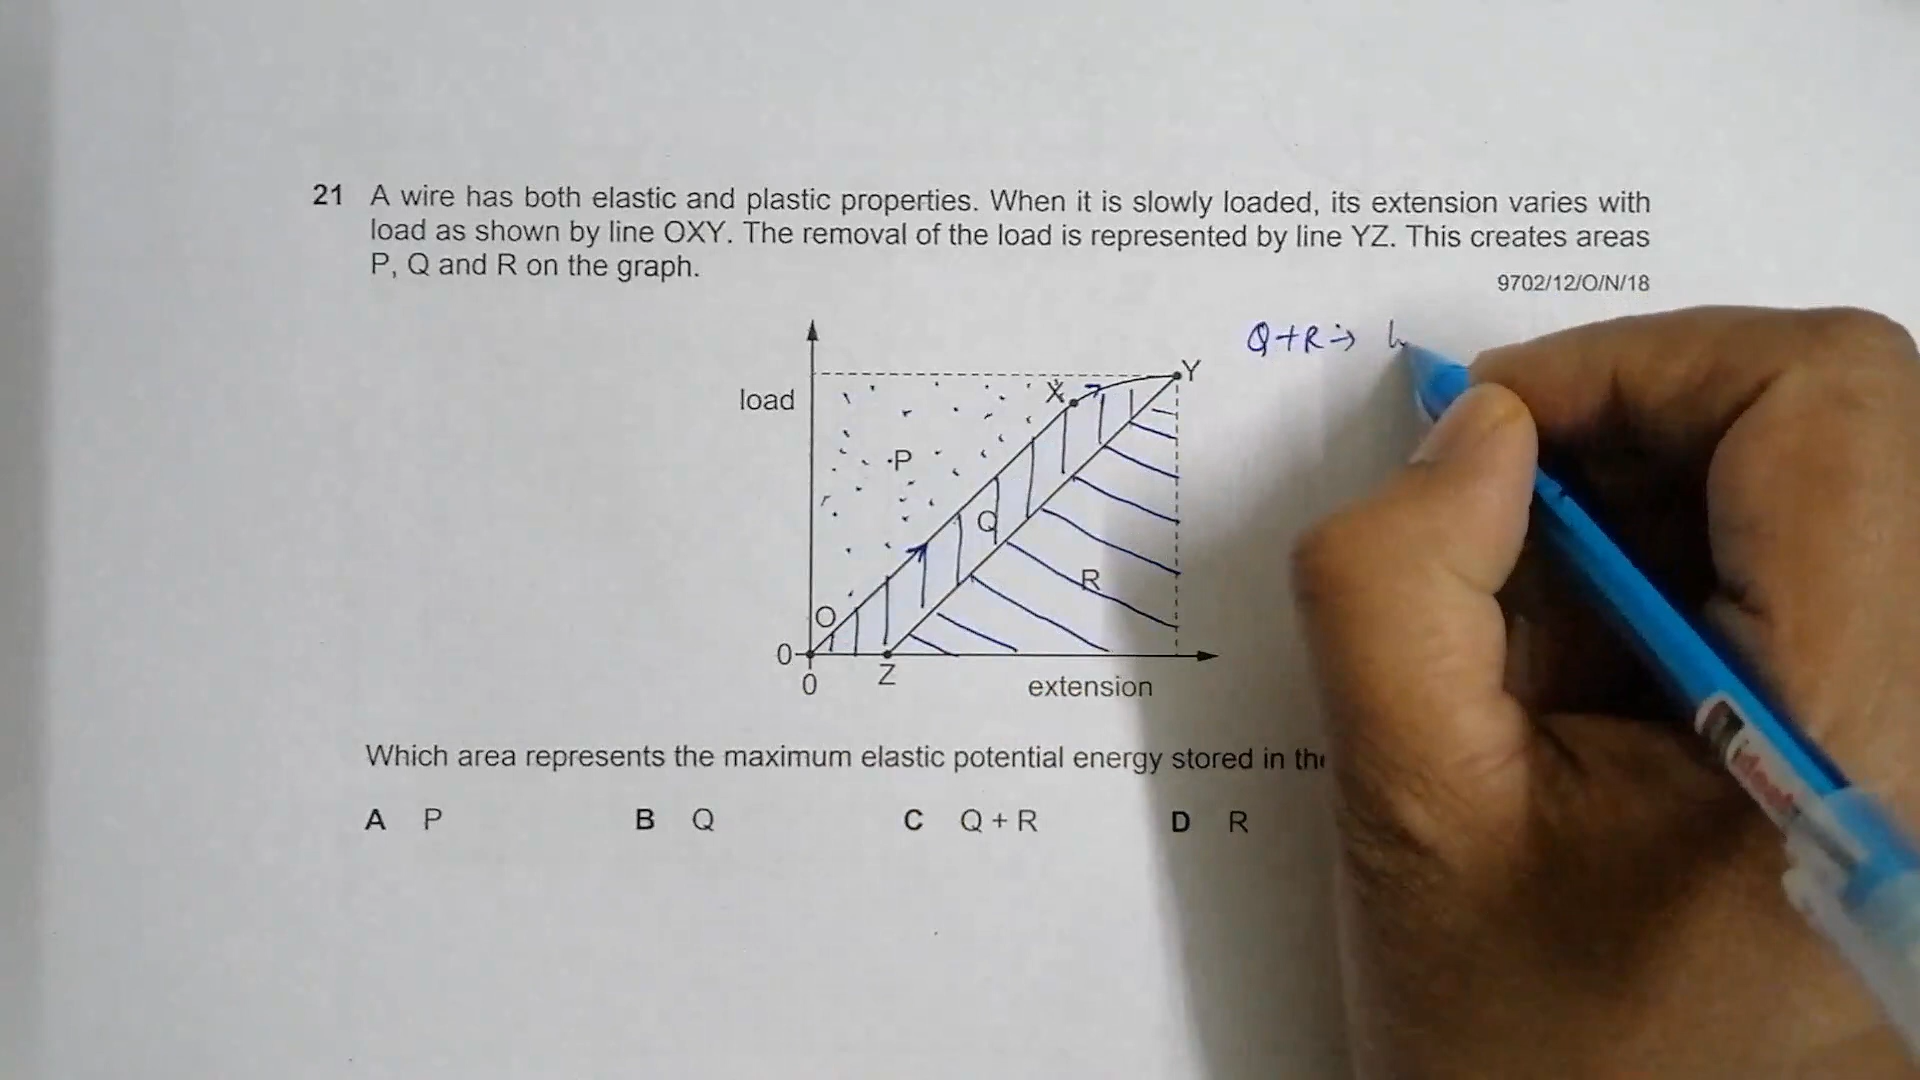 21 A wire has both elastic and plastic properties. When it is slowly loaded, its extension varies with
load as shown by line OXY. The removal of the load is represented by line YZ. This creates areas
P, Q and R on the graph.
9702/12/O/N/18
Q+R →
Y
load
X
P
Q
R
O
0
0
Z
extension
Which area represents the maximum elastic potential energy stored in
A P B Q C Q + R D R